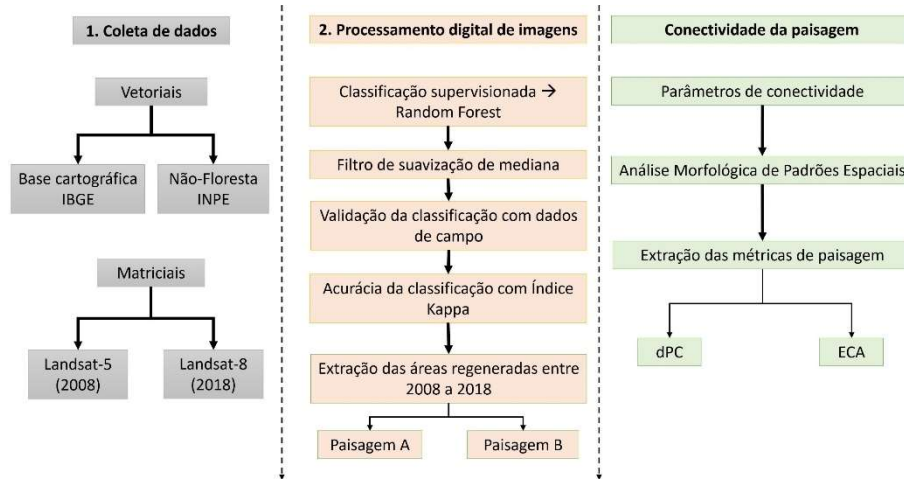 1. Coleta de dados
Vetoriais
Base cartográfica
IBGE
Não-Floresta
INPE
Matriciais
Landsat-5
(2008)
Landsat-8
(2018)
2. Processamento digital de imagens
Classificação supervisionada →
Random Forest
Filtro de suavização de mediana
Validação da classificação com dados
de campo
Acurácia da classificação com Índice
Kappa
Extração das áreas regeneradas entre
2008 a 2018
Paisagem A
Paisagem B
Conectividade da paisagem
Parâmetros de conectividade
Análise Morfológica de Padrões Espaciais
Extração das métricas de paisagem
dPC
ECA